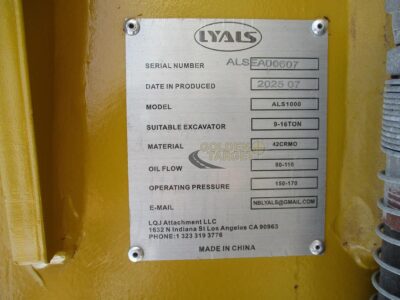 LYALS
SERIAL NUMBER ALSEAD0607
DATE IN PRODUCED 2025 07
MODEL ALS1000
SUITABLE EXCAVATOR 9-16TON
MATERIAL 42CRMO
GOLDEN TARGET
OIL FLOW 80-110
OPERATING PRESSURE 150-170
E-MAIL NBLYALS@GMAIL.COM
LQJ Attachment LLC
1632 N Indiana St Los Angeles CA 90963
PHONE:1 323 319 3776
MADE IN CHINA